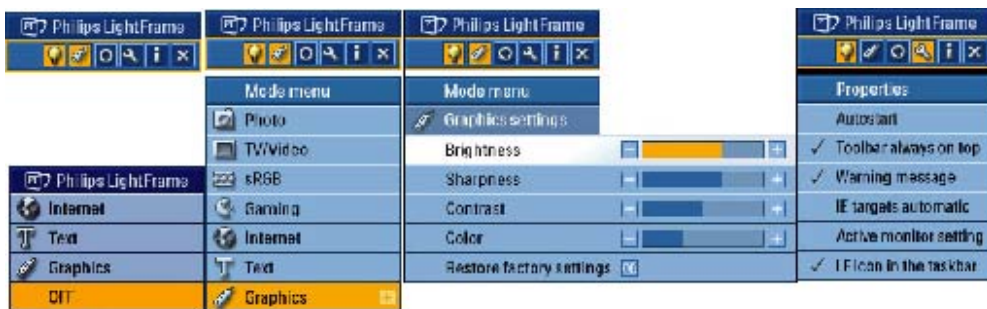 Philips LightFrame
Internet
Text
Graphics
OFF
Philips LightFrame
Mode menu
Photo
TV/Video
sRGB
Gaming
Internet
Text
Graphics
Philips LightFrame
Mode menu
Graphics settings
Brightness
Sharpness
Contrast
Color
Restore factory settings
Philips LightFrame
Properties
Autostart
Toolbar always on top
Warning message
IE targets automatic
Active monitor setting
LF icon in the taskbar
Philips LightFrame